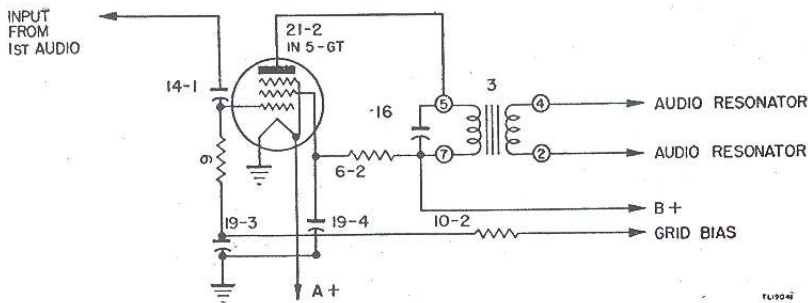 INPUT
FROM
1ST AUDIO
21-2
IN 5-GT
14-1
3
-16
5
4
AUDIO RESONATOR
9
6-2
7
2
AUDIO RESONATOR
B+
19-3
19-4
10-2
GRID BIAS
A+
TL19041